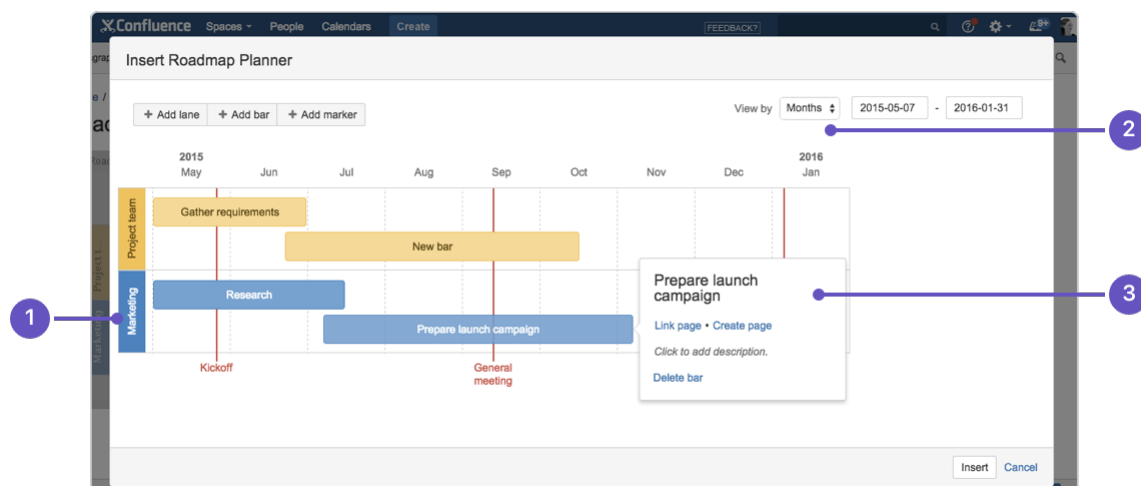 Confluence Spaces People Calendars Create FEEDBACK? 9+
Insert Roadmap Planner
+ Add lane + Add bar + Add marker
View by Months 2015-05-07 - 2016-01-31
2
2015 2016
May Jun Jul Aug Sep Oct Nov Dec Jan
Project team
Gather requirements
New bar
Marketing
Research
Prepare launch campaign
1
Kickoff
General
meeting
Prepare launch
campaign
3
Link page • Create page
Click to add description.
Delete bar
Insert Cancel